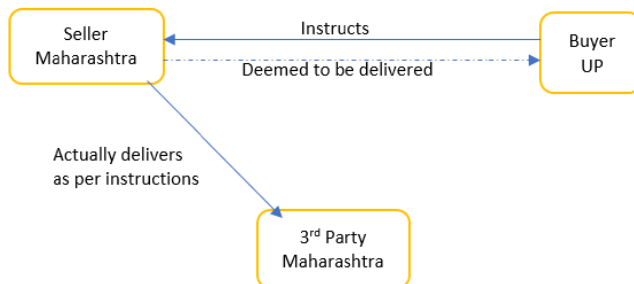 Seller
Maharashtra
Instructs
Deemed to be delivered
Buyer
UP
Actually delivers
as per instructions
3rd Party
Maharashtra